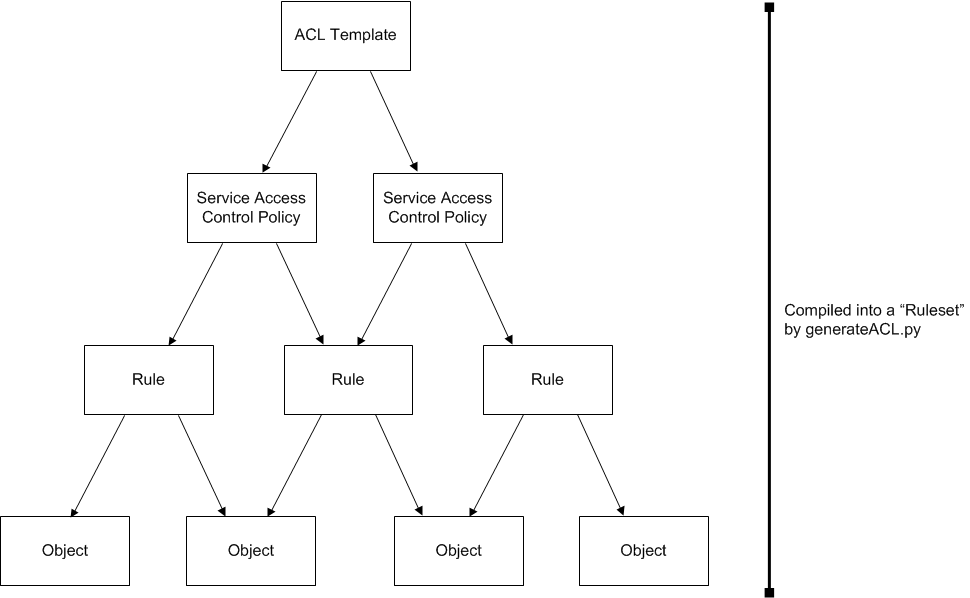 ACL Template
Service Access
Control Policy
Service Access
Control Policy
Compiled into a “Ruleset”
by generateACL.py
Rule
Rule
Rule
Object
Object
Object
Object